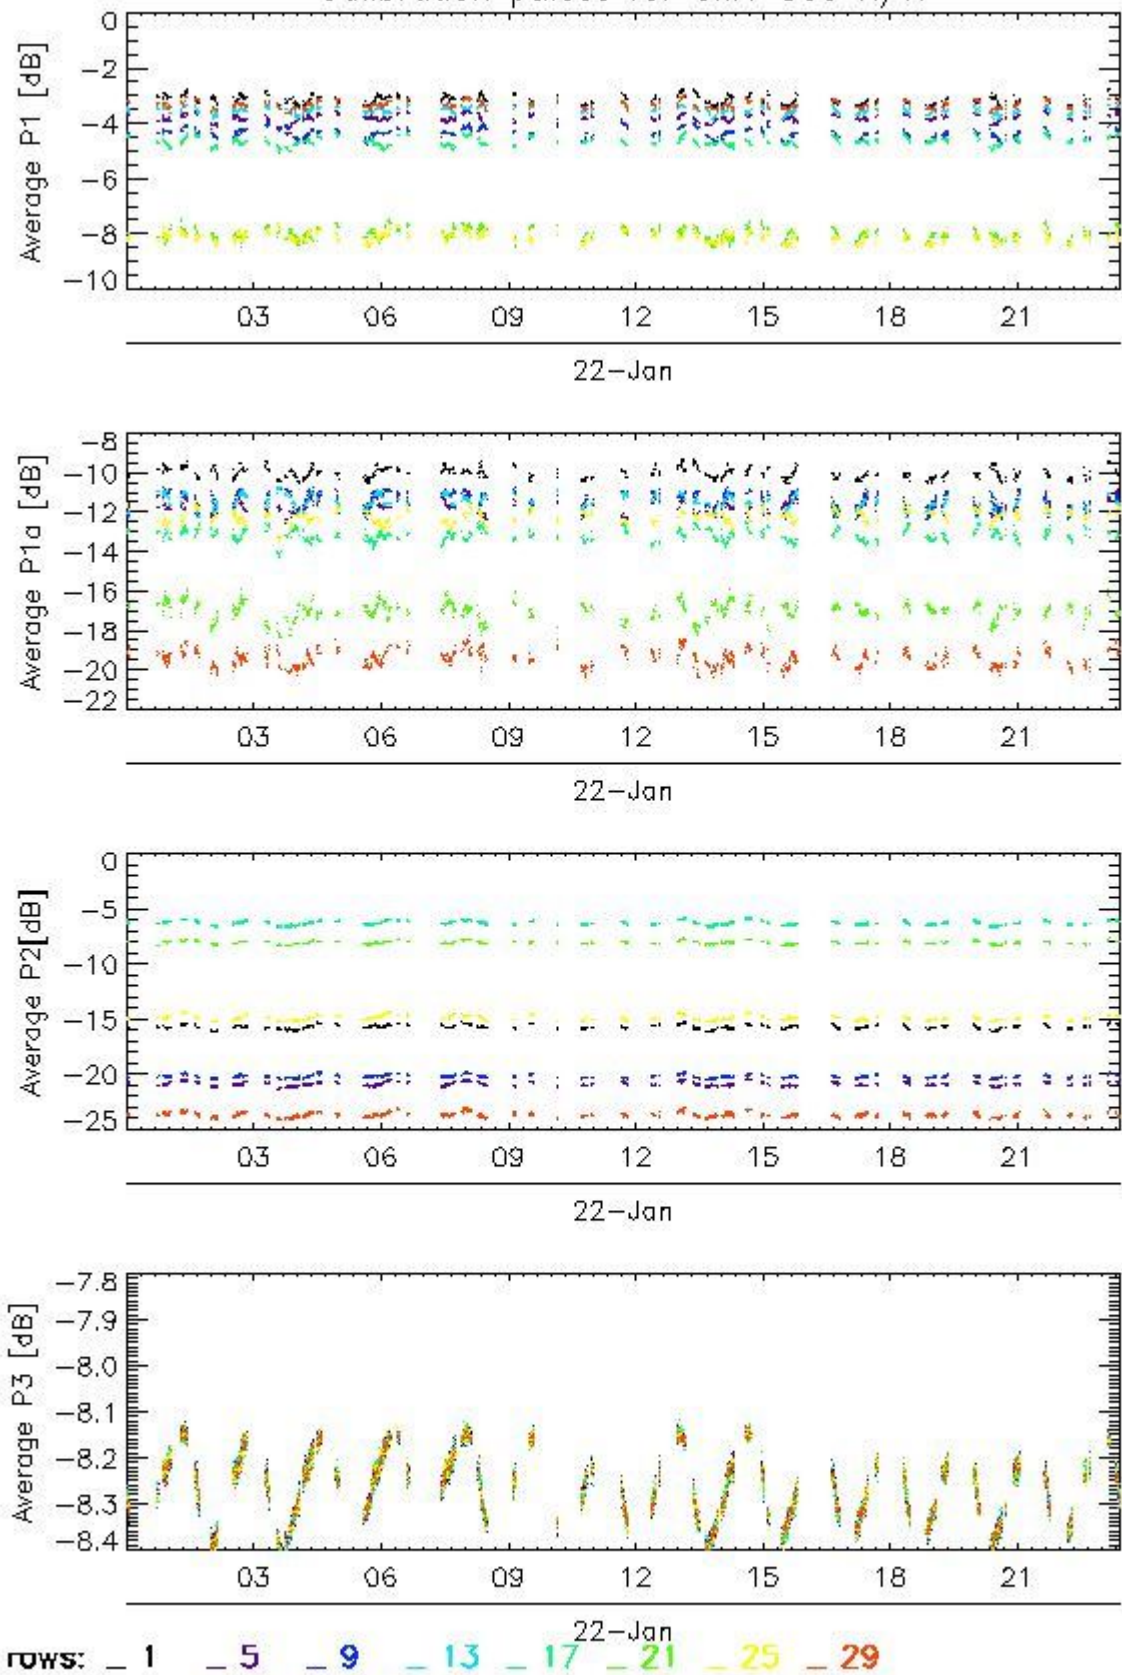 0
-2
-4
-6
-8
-10
Average P1 [dB]
03 06 09 12 15 18 21
22-Jan
-8
-10
-12
-14
-16
-18
-20
-22
Average P1a [dB]
03 06 09 12 15 18 21
22-Jan
0
-5
-10
-15
-20
-25
Average P2[dB]
03 06 09 12 15 18 21
22-Jan
-7.8
-7.9
-8.0
-8.1
-8.2
-8.3
-8.4
Average P3 [dB]
03 06 09 12 15 18 21
22-Jan
rows: _ 1 _ 5 _ 9 _ 13 _ 17 _ 21 _ 25 _ 29